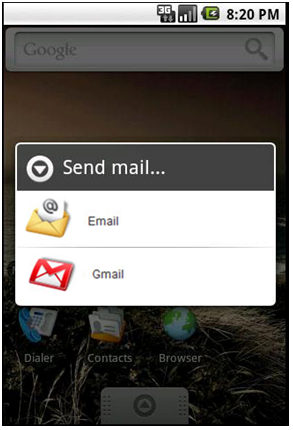 3G 8:20 PM
Google
Send mail...
@
Email
Gmail
Dialer Contacts Browser